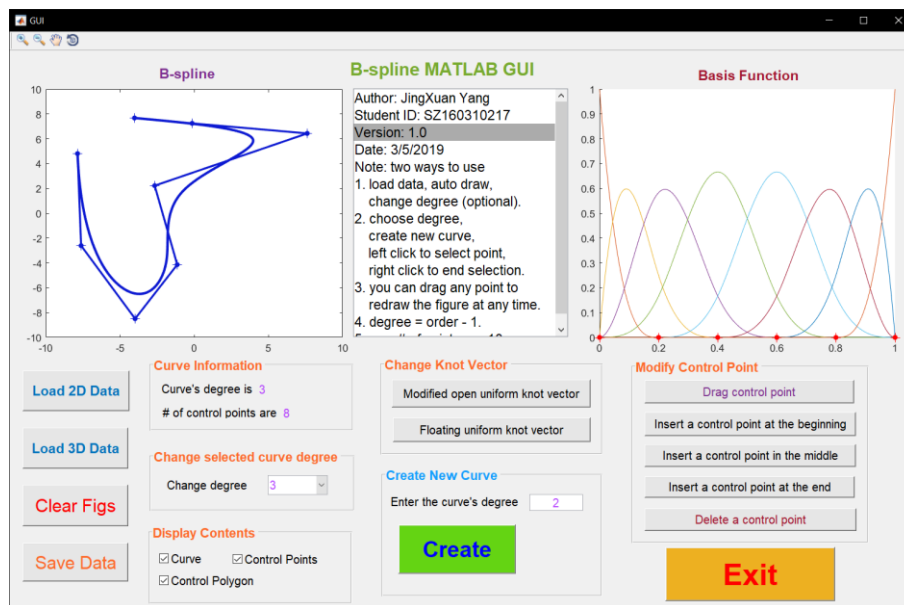 GUI
B-spline MATLAB GUI
B-spline
10
8
6
4
2
0
-2
-4
-6
-8
-10
-10 -5 0 5 10
Author: JingXuan Yang
Student ID: SZ160310217
Version: 1.0
Date: 3/5/2019
Note: two ways to use
1. load data, auto draw,
change degree (optional).
2. choose degree,
create new curve,
left click to select point,
right click to end selection.
3. you can drag any point to
redraw the figure at any time.
4. degree = order - 1.
Basis Function
1
0.9
0.8
0.7
0.6
0.5
0.4
0.3
0.2
0.1
0
0 0.2 0.4 0.6 0.8 1
Load 2D Data
Load 3D Data
Clear Figs
Save Data
Curve Information
Curve's degree is 3
# of control points are 8
Change selected curve degree
Change degree 3
Display Contents
Curve Control Points
Control Polygon
Change Knot Vector
Modified open uniform knot vector
Floating uniform knot vector
Create New Curve
Enter the curve's degree 2
Create
Modify Control Point
Drag control point
Insert a control point at the beginning
Insert a control point in the middle
Insert a control point at the end
Delete a control point
Exit